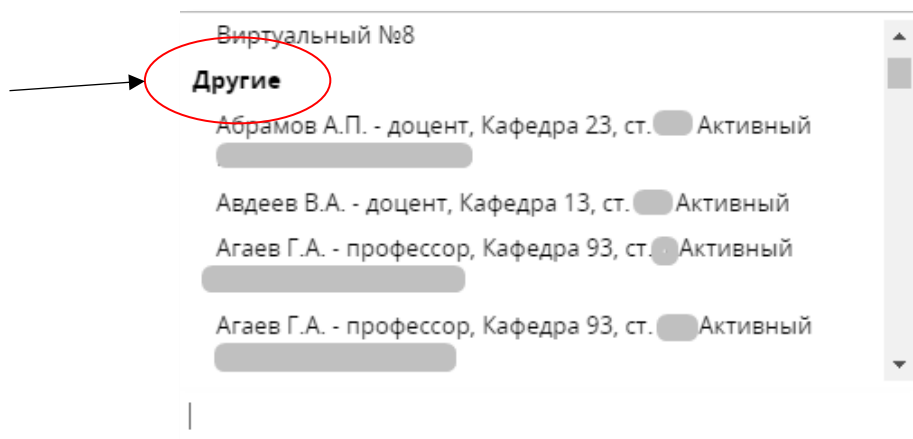 Виртуальный №8
Другие
Абрамов А.П. - доцент, Кафедра 23, ст. Активный
Авдеев В.А. - доцент, Кафедра 13, ст. Активный
Агаев Г.А. - профессор, Кафедра 93, ст. Активный
Агаев Г.А. - профессор, Кафедра 93, ст. Активный